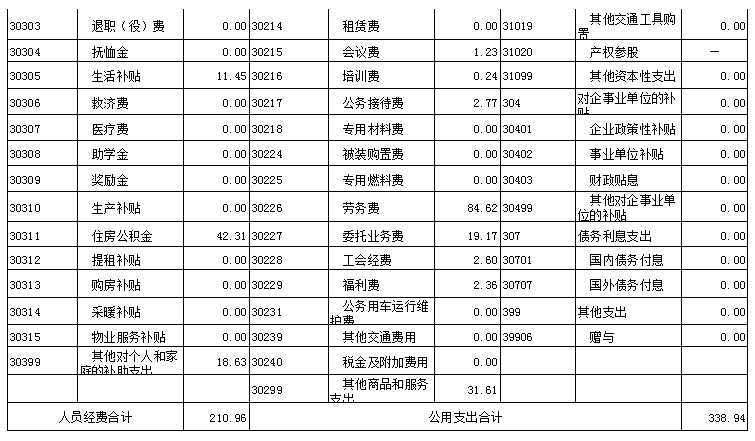 30303 退职（役）费 0.00 30214 租赁费 0.00 31019 其他交通工具购置 0.00
30304 抚恤金 0.00 30215 会议费 1.23 31020 产权参股 —
30305 生活补贴 11.45 30216 培训费 0.24 31099 其他资本性支出 0.00
30306 救济费 0.00 30217 公务接待费 2.77 304 对企事业单位的补贴 0.00
30307 医疗费 0.00 30218 专用材料费 0.00 30401 企业政策性补贴 0.00
30308 助学金 0.00 30224 被装购置费 0.00 30402 事业单位补贴 0.00
30309 奖励金 0.00 30225 专用燃料费 0.00 30403 财政贴息 0.00
30310 生产补贴 0.00 30226 劳务费 84.62 30499 其他对企事业单位的补贴 0.00
30311 住房公积金 42.31 30227 委托业务费 19.17 307 债务利息支出 0.00
30312 提租补贴 0.00 30228 工会经费 2.60 30701 国内债务付息 0.00
30313 购房补贴 0.00 30229 福利费 2.36 30707 国外债务付息 0.00
30314 采暖补贴 0.00 30231 公务用车运行维护费 0.00 399 其他支出 0.00
30315 物业服务补贴 0.00 30239 其他交通费用 0.00 39906 赠与 0.00
30399 其他对个人和家庭的补助支出 18.63 30240 税金及附加费用 0.00
30299 其他商品和服务支出 31.61
人员经费合计 210.96 公用支出合计 338.94